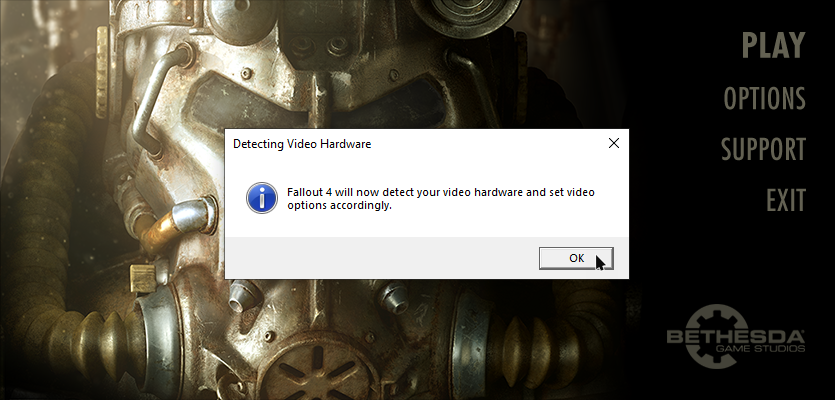 PLAY
OPTIONS
SUPPORT
EXIT
Detecting Video Hardware
Fallout 4 will now detect your video hardware and set video
options accordingly.
OK
BETHESDA
GAME STUDIOS